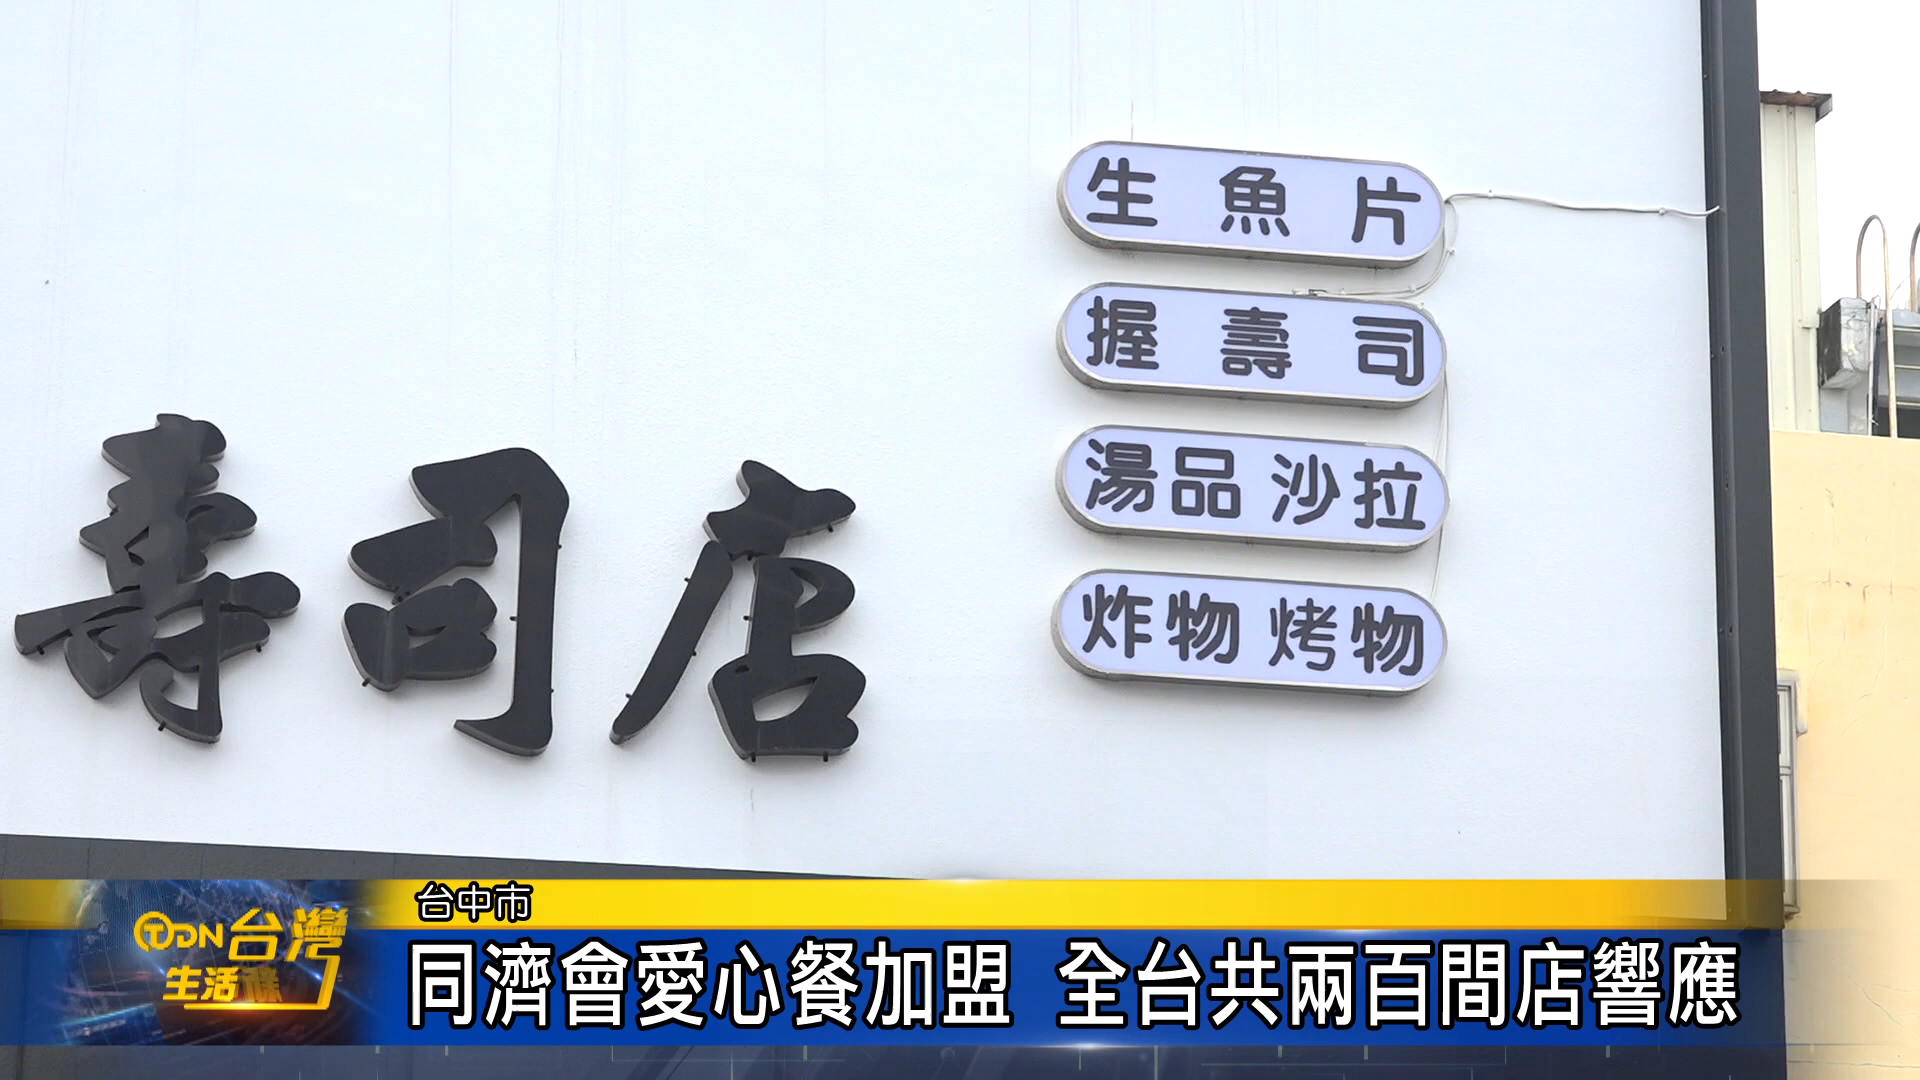 生魚片
握壽司
湯品 沙拉
炸物 烤物
壽司店
台中市
TDN台灣
生活樣
同濟會愛心餐加盟 全台共兩百間店響應